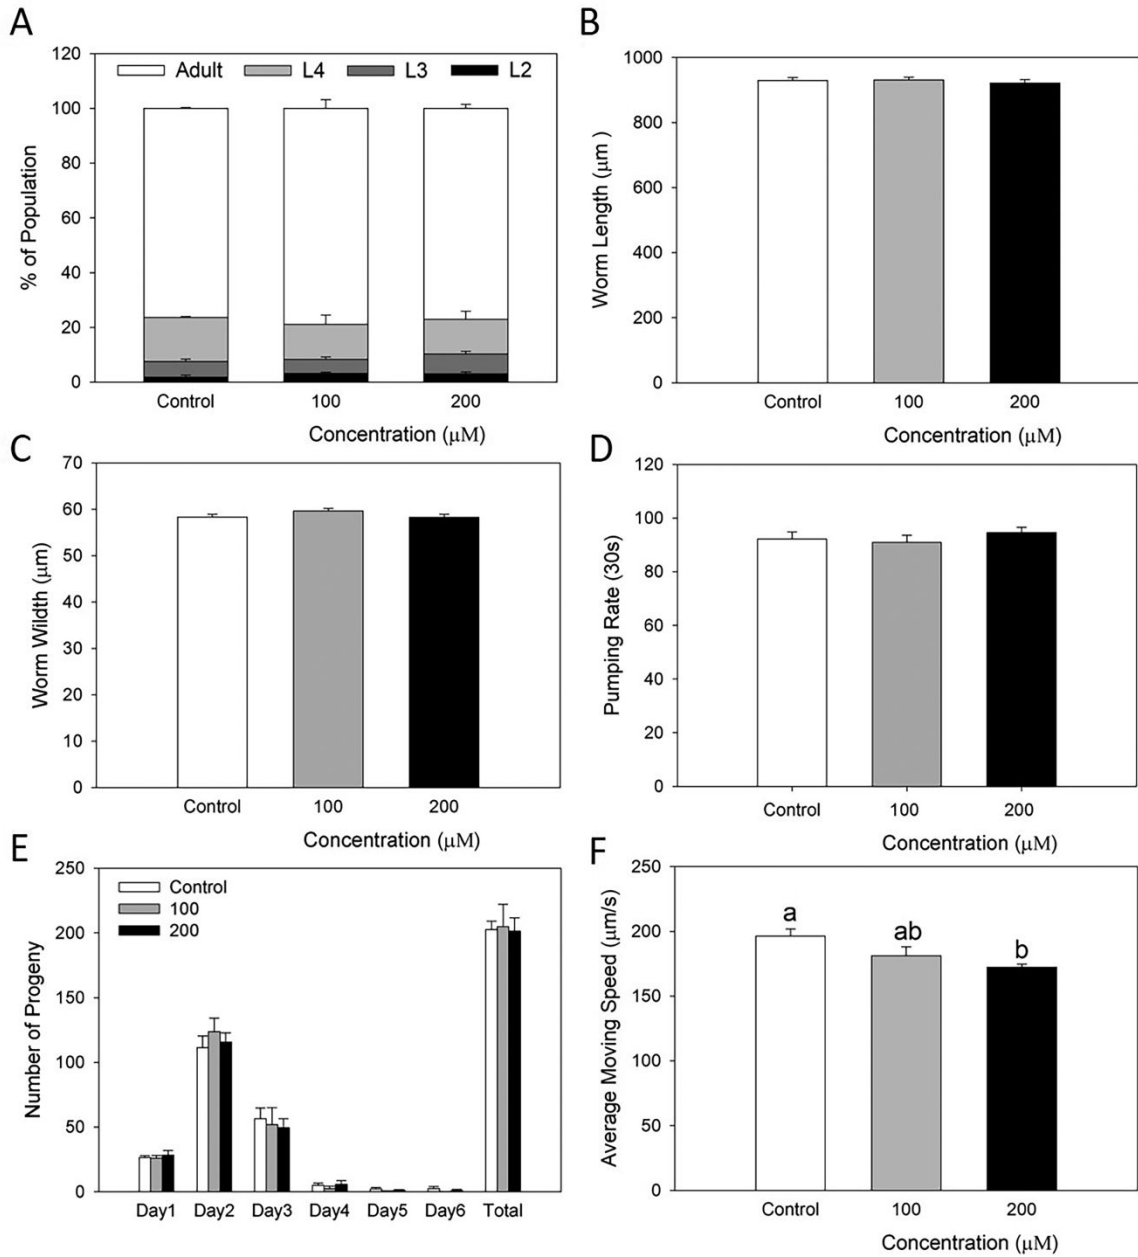 A
120
100
80
60
40
20
0
% of Population
Adult L4 L3 L2
Control 100 200
Concentration (μM)
B
1000
800
600
400
200
0
Worm Length (μm )
Control 100 200
Concentration (μM)
C
70
60
50
40
30
20
10
0
Worm Wildth (μm)
Control 100 200
Concentration (μM)
D
120
100
80
60
40
20
0
Pumping Rate (30s)
Control 100 200
Concentration (μM)
E
250
200
150
100
50
0
Number of Progeny
Control
100
200
Day1 Day2 Day3 Day4 Day5 Day6 Total
F
250
200
150
100
50
0
Average Moving Speed (μm/s)
a ab b
Control 100 200
Concentration (μM)